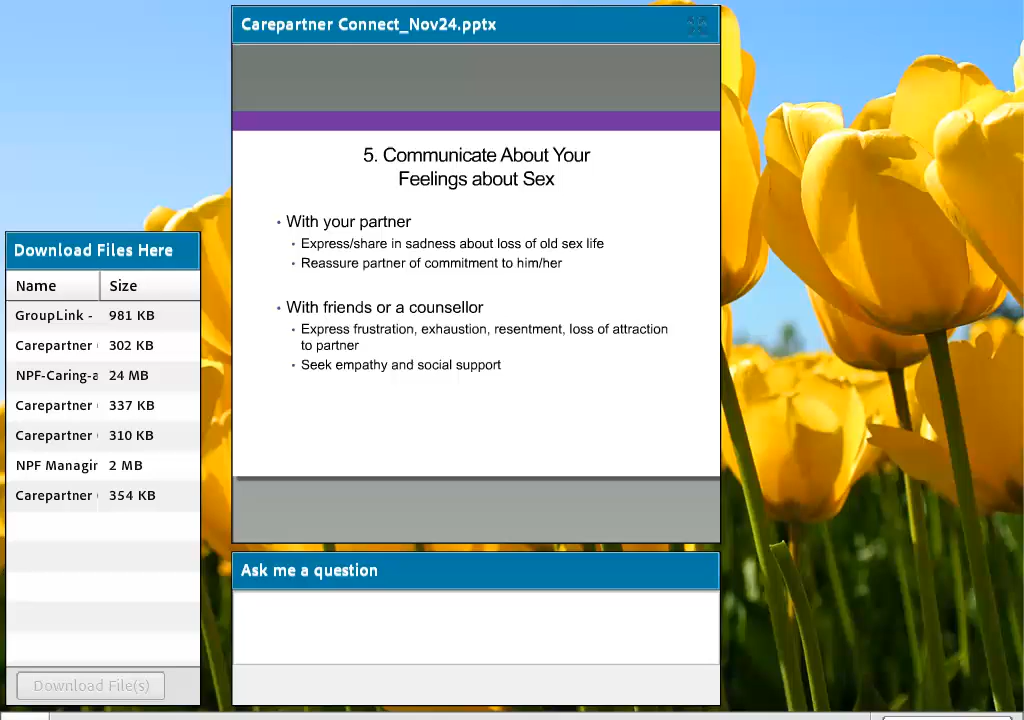 Carepartner Connect_Nov24.pptx
5. Communicate About Your
Feelings about Sex
• With your partner
• Express/share in sadness about loss of old sex life
• Reassure partner of commitment to him/her
• With friends or a counsellor
• Express frustration, exhaustion, resentment, loss of attraction
to partner
• Seek empathy and social support
Download Files Here
Name Size
GroupLink - 981 KB
Carepartner 302 KB
NPF-Caring-a 24 MB
Carepartner 337 KB
Carepartner 310 KB
NPF Managin 2 MB
Carepartner 354 KB
Download File(s)
Ask me a question